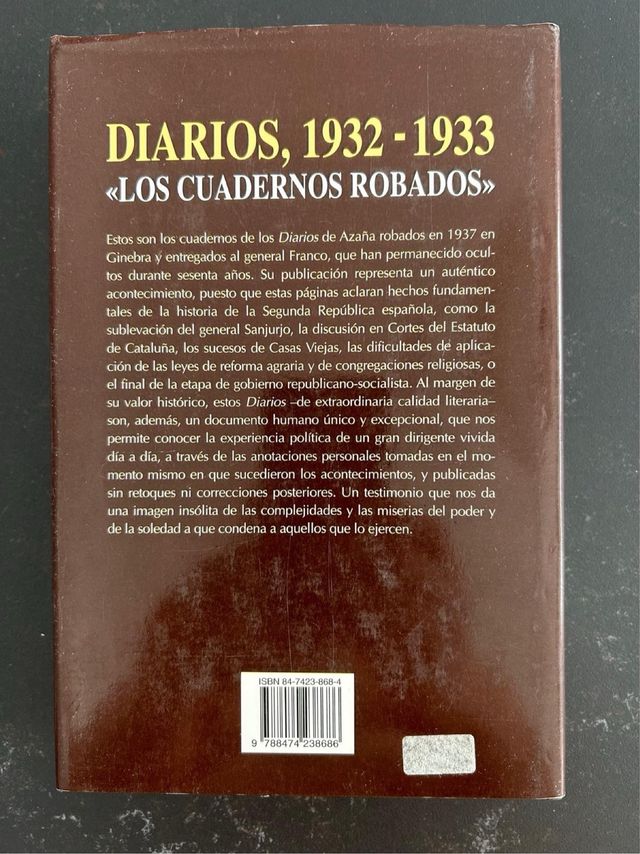 DIARIOS, 1932 - 1933
«LOS CUADERNOS ROBADOS»
Estos son los cuadernos de los Diarios de Azaña robados en 1937 en
Ginebra y entregados al general Franco, que han permanecido ocul-
tos durante sesenta años. Su publicación representa un auténtico
acontecimiento, puesto que estas páginas aclaran hechos fundamen-
tales de la historia de la Segunda República española, como la
sublevación del general Sanjurjo, la discusión en Cortes del Estatuto
de Cataluña, los sucesos de Casas Viejas, las dificultades de aplica-
ción de las leyes de reforma agraria y de congregaciones religiosas, o
el final de la etapa de gobierno republicano-socialista. Al margen de
su valor histórico, estos Diarios –de extraordinaria calidad literaria–
son, además, un documento humano único y excepcional, que nos
permite conocer la experiencia política de un gran dirigente vivida
día a día, a través de las anotaciones personales tomadas en el mo-
mento mismo en que sucedieron los acontecimientos, y publicadas
sin retoques ni correcciones posteriores. Un testimonio que nos da
una imagen insólita de las complejidades y las miserias del poder y
de la soledad a que condena a aquellos que lo ejercen.
ISBN 84-7423-868-4
9 788474 238686